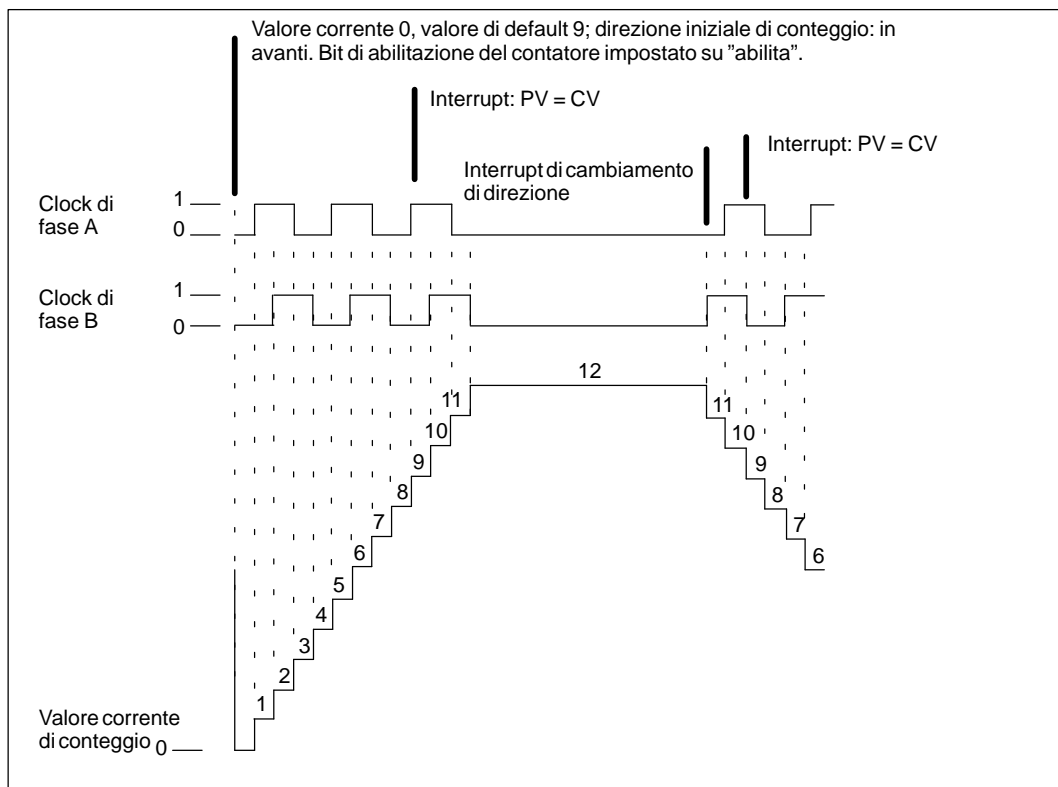 Valore corrente 0, valore di default 9; direzione iniziale di conteggio: in
avanti. Bit di abilitazione del contatore impostato su ”abilita”.
Interrupt: PV = CV
Interrupt: PV = CV
Interrupt di cambiamento
di direzione
Clock di
fase A
1
0
Clock di
fase B
1
0
12
11
11
10
10
9
9
8
8
7
7
6
6
5
4
3
2
1
Valore corrente
di conteggio 0